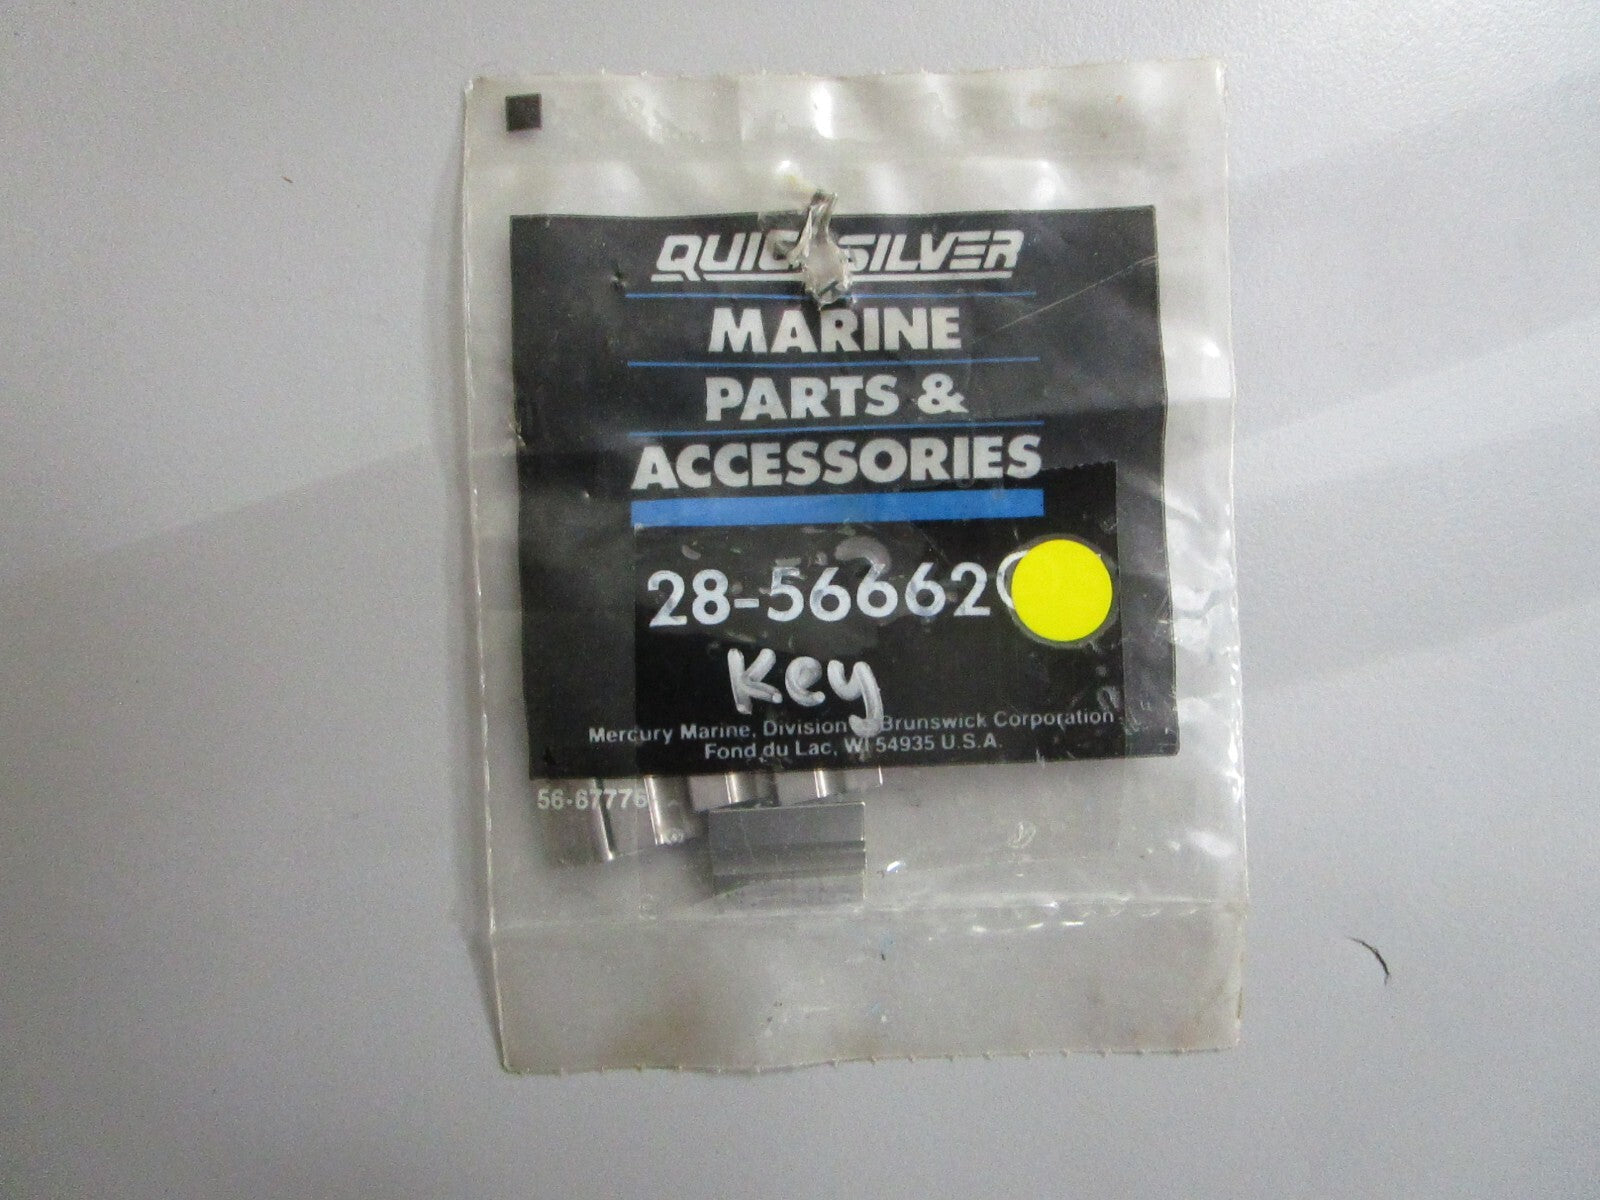 QUICKSILVER
MARINE
PARTS &
ACCESSORIES
28-56662
Key
Mercury Marine, Division of Brunswick Corporation
Fond du Lac, WI 54935 U.S.A.
56-67776